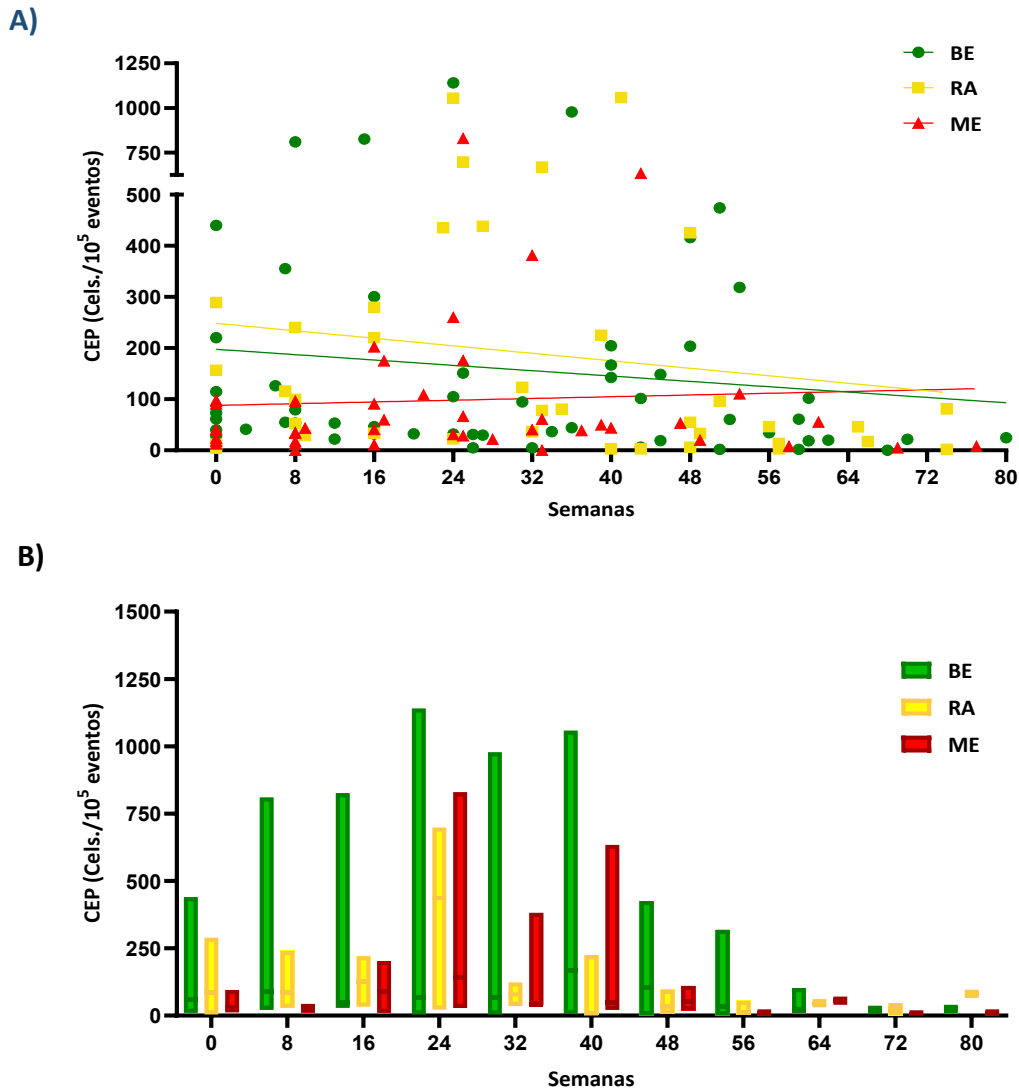 A)
CEP (Cels./10⁵ eventos)
1250
1000
750
500
400
300
200
100
0
0 8 16 24 32 40 48 56 64 72 80
Semanas
BE
RA
ME
B)
CEP (Cels./10⁵ eventos)
1500
1250
1000
750
500
250
0
0 8 16 24 32 40 48 56 64 72 80
Semanas
BE
RA
ME